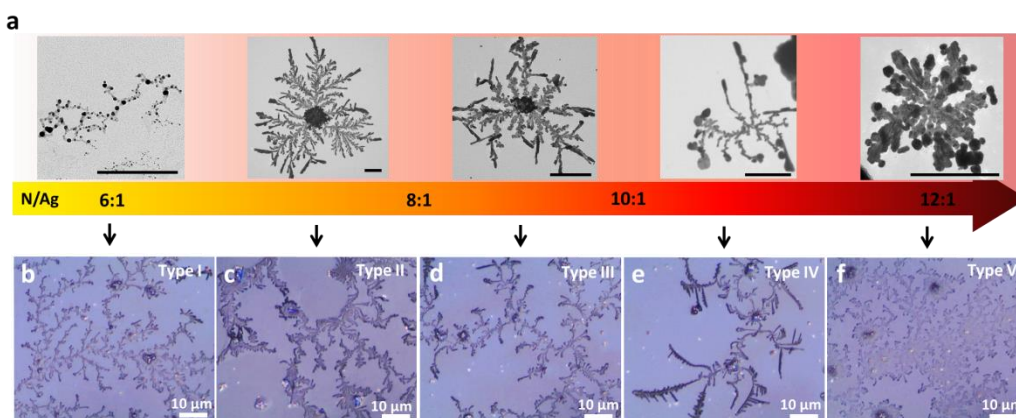 a
N/Ag 6:1 8:1 10:1 12:1
b Type I
10 µm
c Type II
10 µm
d Type III
10 µm
e Type IV
10 µm
f Type V
10 µm